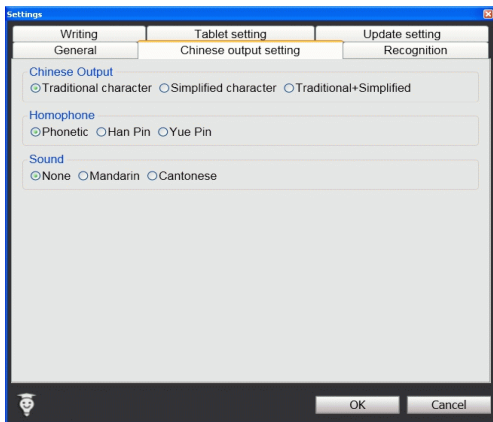 Settings
Writing Tablet setting Update setting
General Chinese output setting Recognition
Chinese Output
Traditional character Simplified character Traditional+Simplified
Homophone
Phonetic Han Pin Yue Pin
Sound
None Mandarin Cantonese
OK Cancel